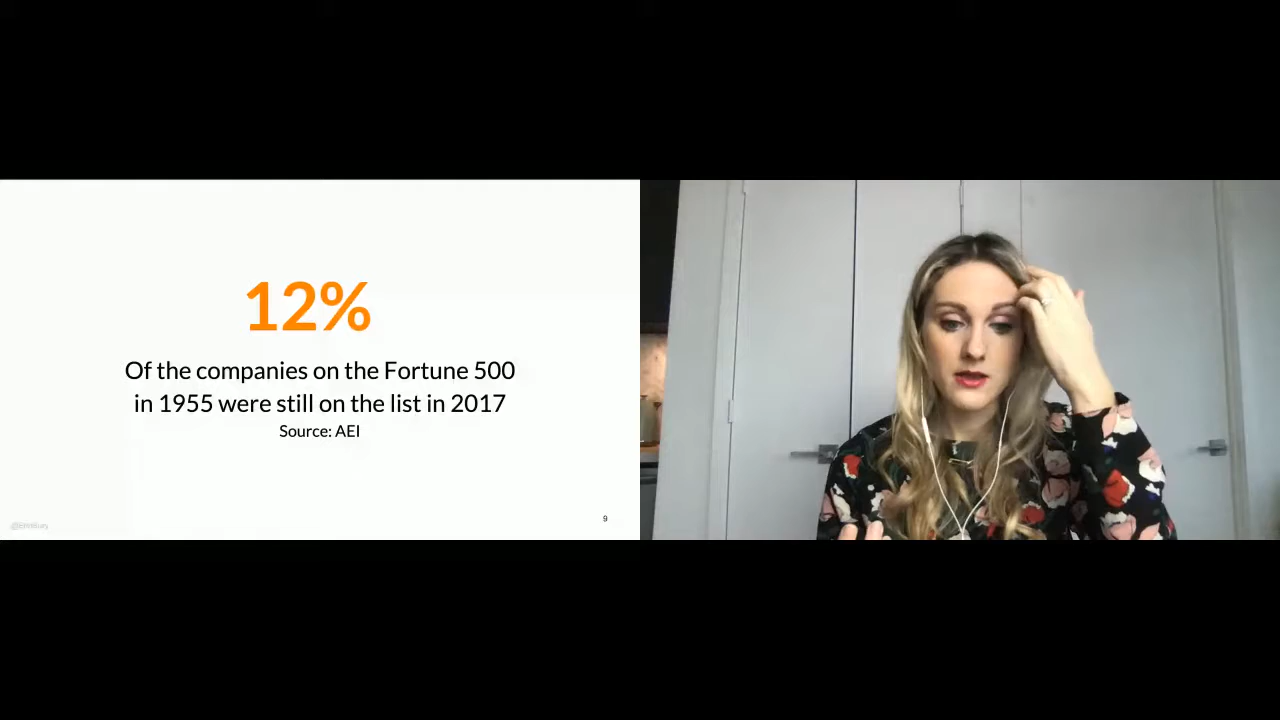 12%
Of the companies on the Fortune 500
in 1955 were still on the list in 2017
Source: AEI
9